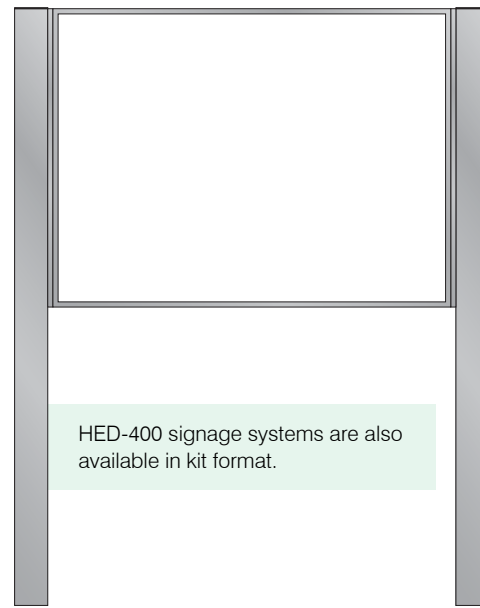 HED-400 signage systems are also
available in kit format.